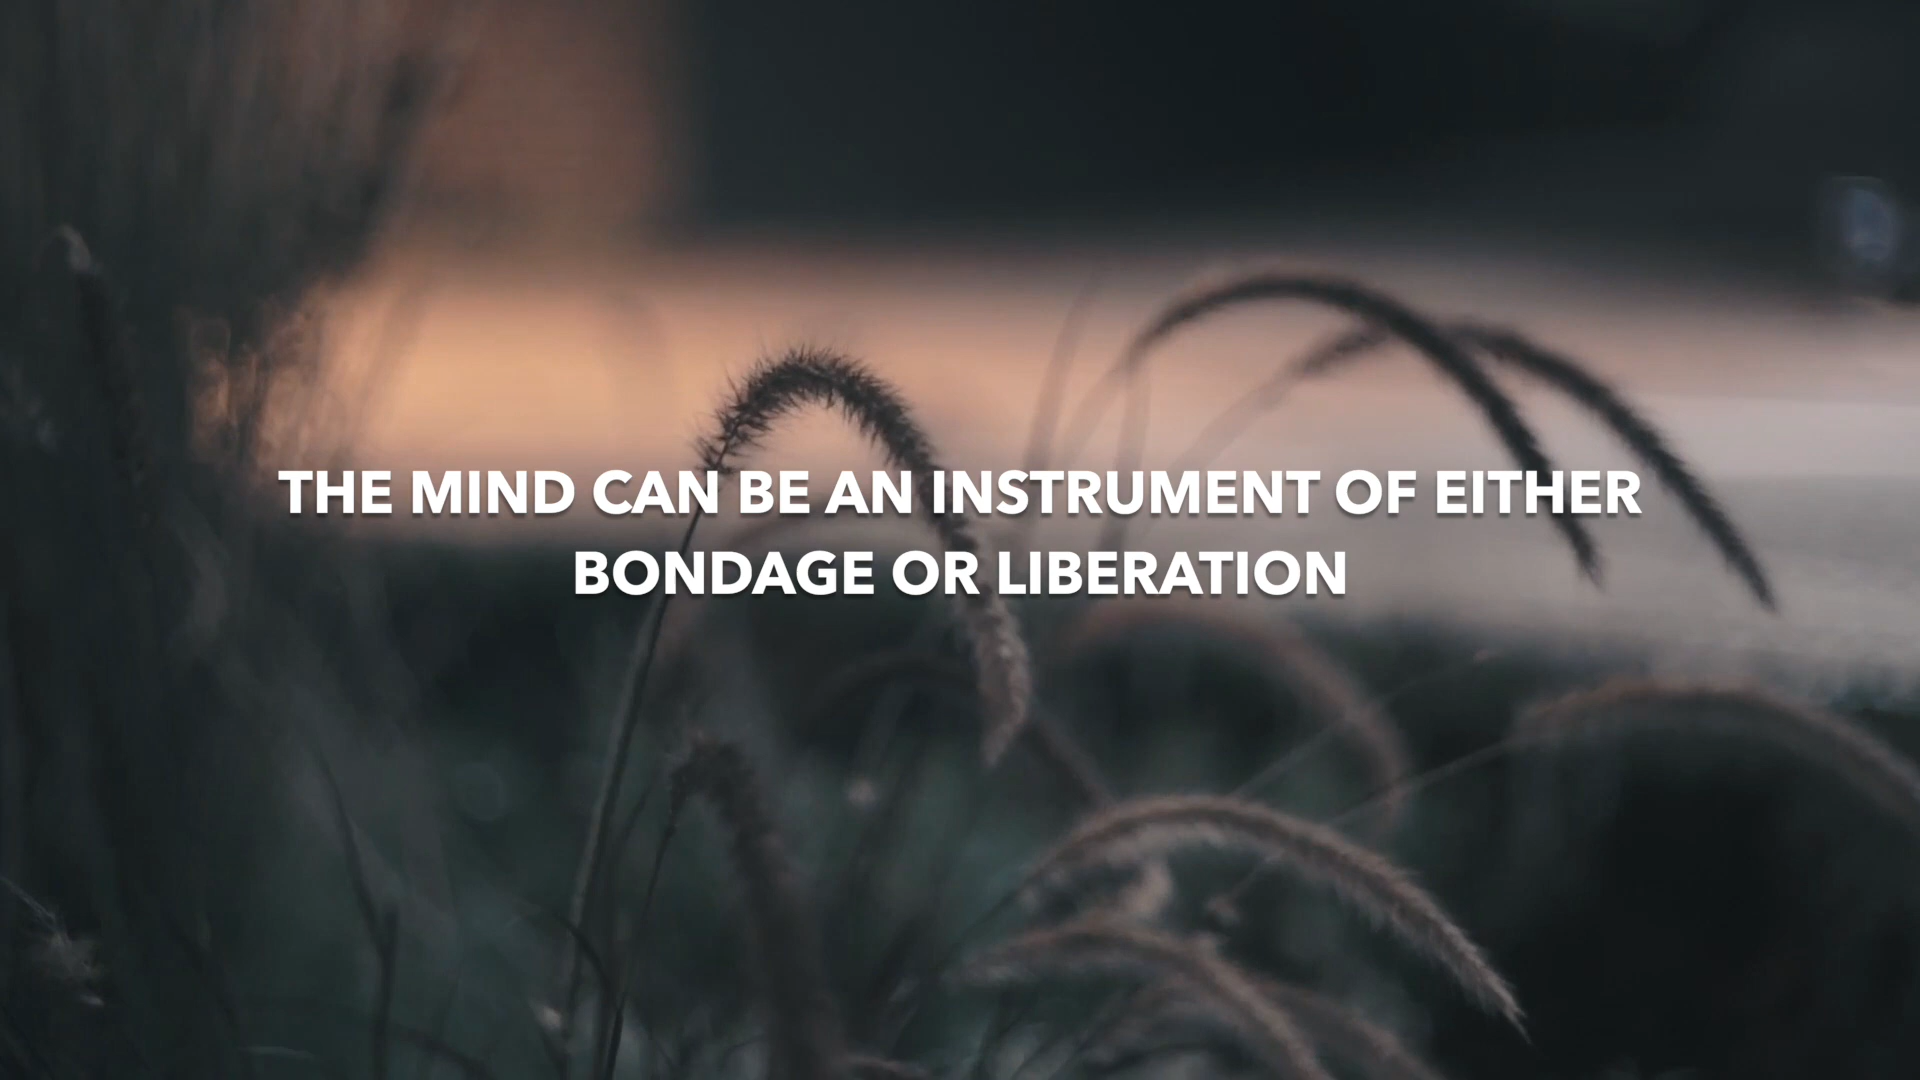 THE MIND CAN BE AN INSTRUMENT OF EITHER
BONDAGE OR LIBERATION